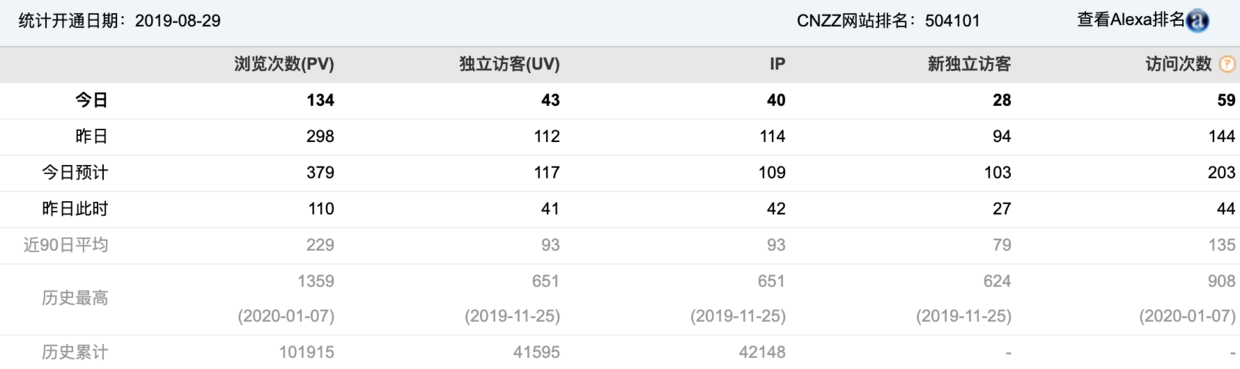 统计开通日期：2019-08-29 CNZZ网站排名：504101 查看Alexa排名
浏览次数(PV) 独立访客(UV) IP 新独立访客 访问次数 ?
今日 134 43 40 28 59
昨日 298 112 114 94 144
今日预计 379 117 109 103 203
昨日此时 110 41 42 27 44
近90日平均 229 93 93 79 135
历史最高 1359 651 651 624 908
(2020-01-07) (2019-11-25) (2019-11-25) (2019-11-25) (2020-01-07)
历史累计 101915 41595 42148 - -